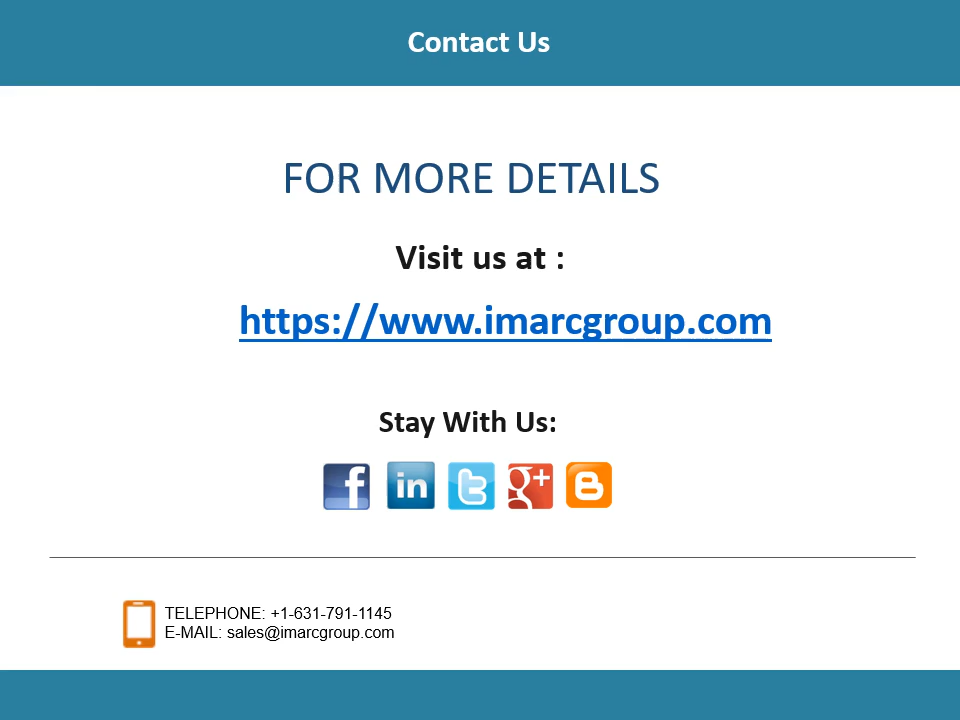 Contact Us
FOR MORE DETAILS
Visit us at :
https://www.imarcgroup.com
Stay With Us:
f in t g+ B
TELEPHONE: +1-631-791-1145
E-MAIL: sales@imarcgroup.com